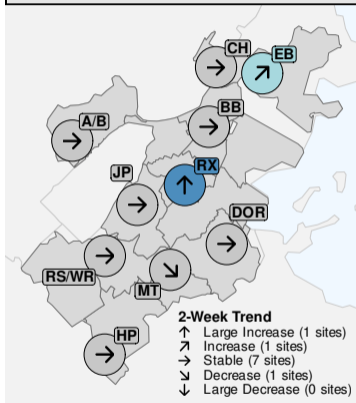 CH
EB
BB
A/B
RX
JP
DOR
RS/WR
MT
HP
2-Week Trend
↑ Large Increase (1 sites)
↗ Increase (1 sites)
→ Stable (7 sites)
↘ Decrease (1 sites)
↓ Large Decrease (0 sites)